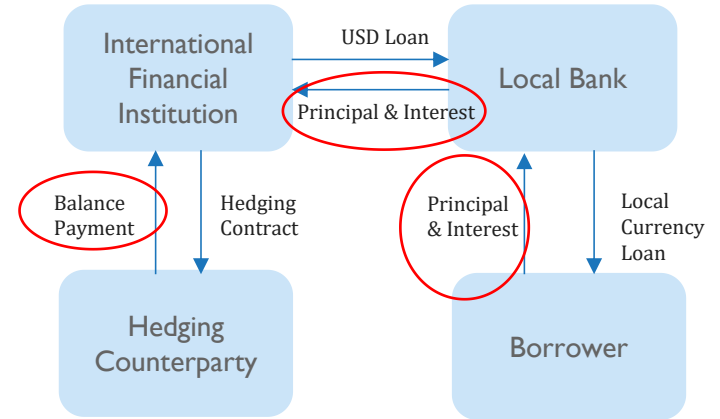 International
Financial
Institution
USD Loan
Principal & Interest
Local Bank
Balance
Payment
Hedging
Contract
Principal
& Interest
Local
Currency
Loan
Hedging
Counterparty
Borrower